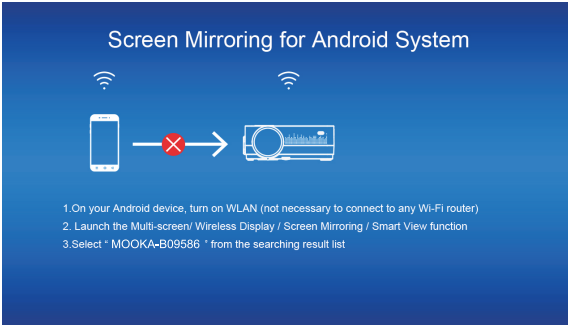 Screen Mirroring for Android System
1.On your Android device, turn on WLAN (not necessary to connect to any Wi-Fi router)
2. Launch the Multi-screen/ Wireless Display / Screen Mirroring / Smart View function
3.Select “ MOOKA-B09586 ” from the searching result list